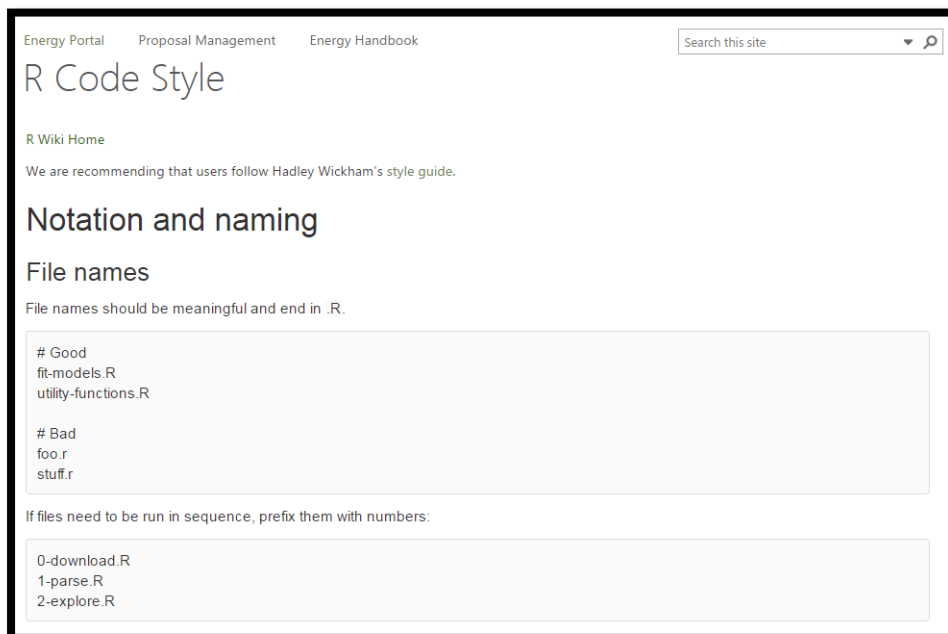 Energy Portal Proposal Management Energy Handbook
Search this site
R Code Style
R Wiki Home
We are recommending that users follow Hadley Wickham's style guide.
Notation and naming
File names
File names should be meaningful and end in .R.
# Good
fit-models.R
utility-functions.R
# Bad
foo.r
stuff.r
If files need to be run in sequence, prefix them with numbers:
0-download.R
1-parse.R
2-explore.R